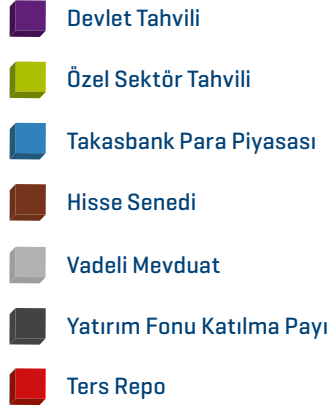 Devlet Tahvili
Özel Sektör Tahvili
Takasbank Para Piyasası
Hisse Senedi
Vadeli Mevduat
Yatırım Fonu Katılma Payı
Ters Repo